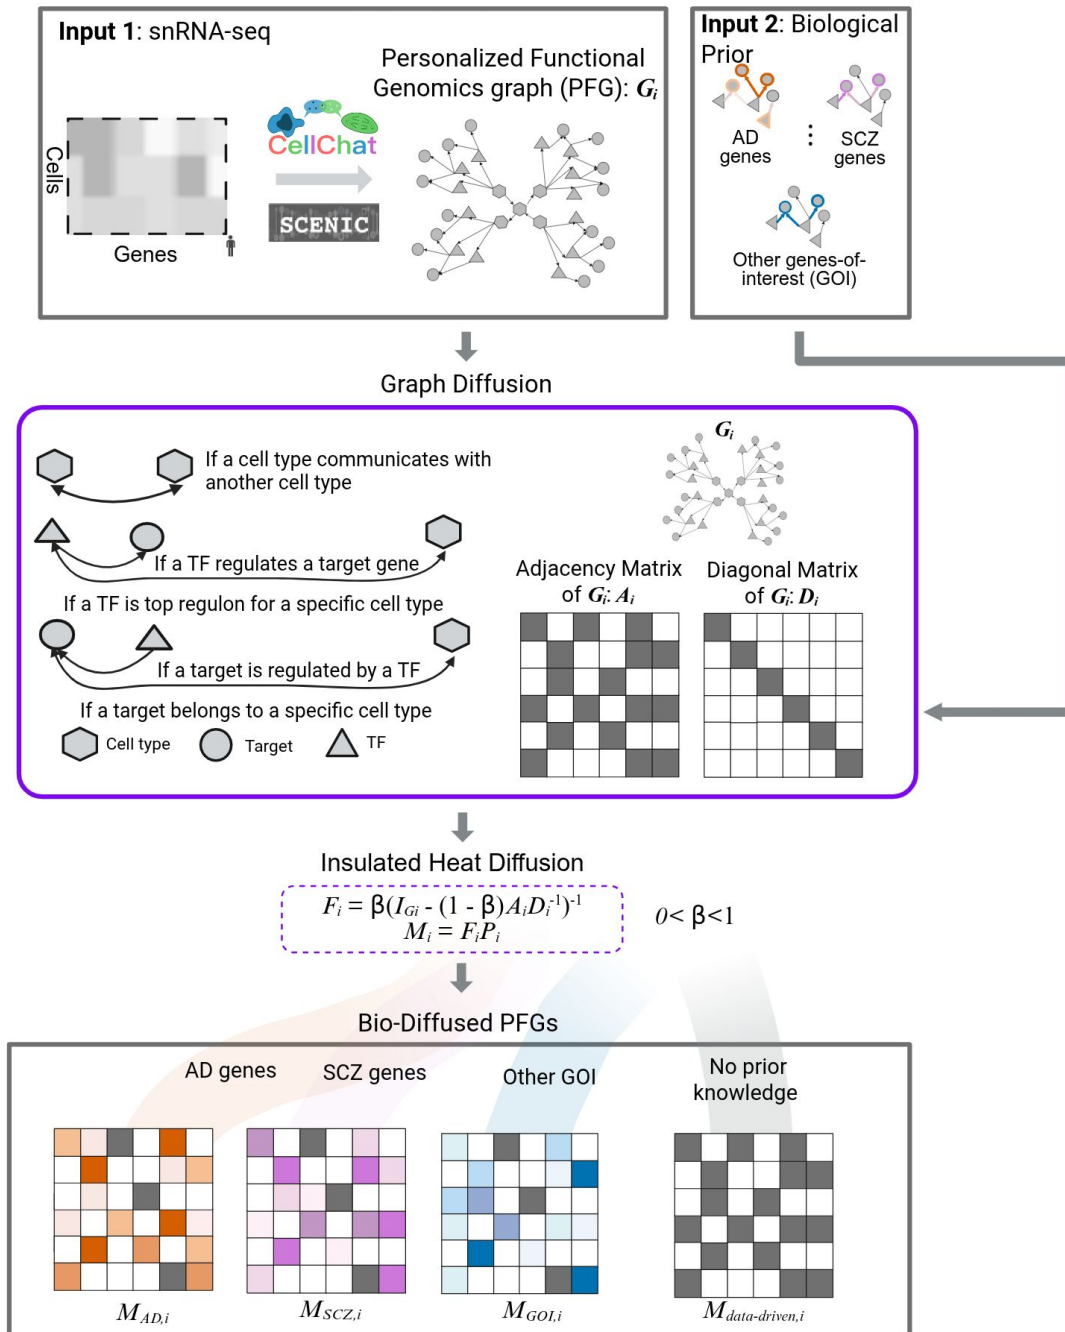 Input 1: snRNA-seq
Personalized Functional
Genomics graph (PFG): Gi
Cells
Genes
CellChat
SCENIC
Input 2: Biological
Prior
AD
genes
⋮
SCZ
genes
Other genes-of-
interest (GOI)
Graph Diffusion
If a cell type communicates with
another cell type
If a TF regulates a target gene
If a TF is top regulon for a specific cell type
If a target is regulated by a TF
If a target belongs to a specific cell type
Cell type
Target
TF
Gi
Adjacency Matrix
of Gi: Ai
Diagonal Matrix
of Gi: Di
Insulated Heat Diffusion
Fi = β(IGi - (1 - β)AiDi-1)-1
Mi = FiPi
0< β<1
Bio-Diffused PFGs
AD genes
SCZ genes
Other GOI
No prior
knowledge
MAD,i
MSCZ,i
MGOI,i
Mdata-driven,i